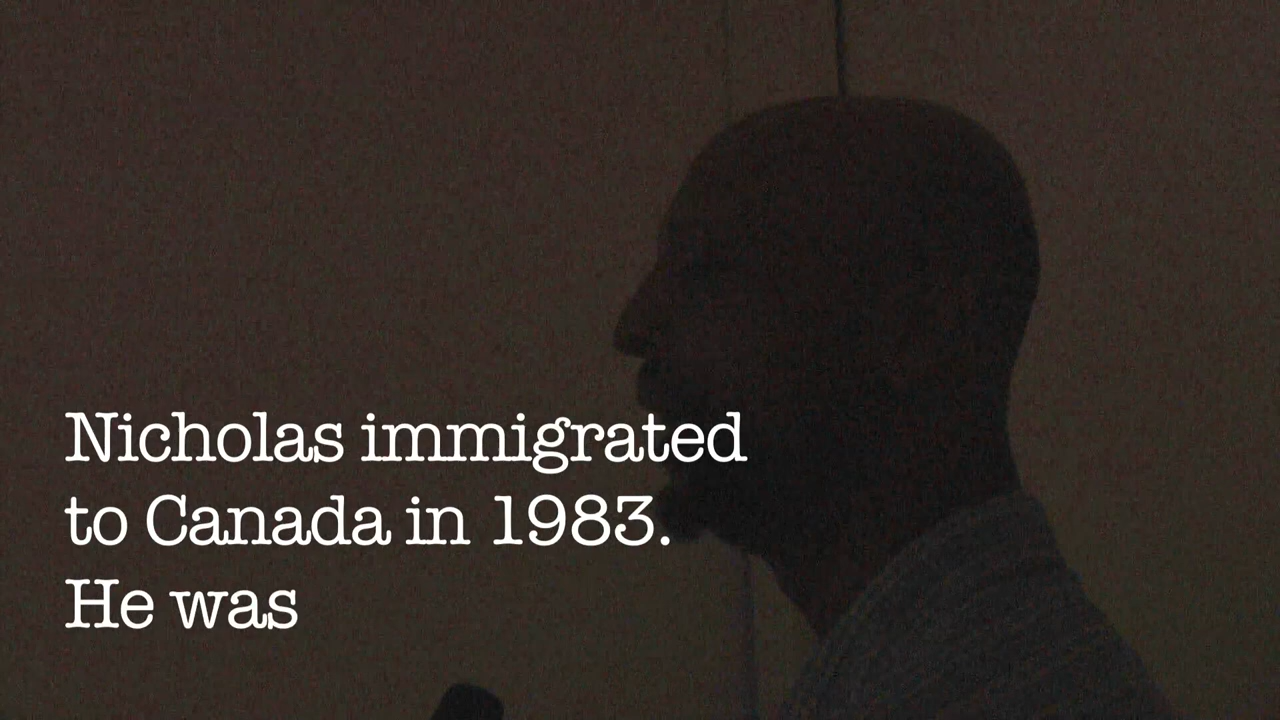 Nicholas immigrated
to Canada in 1983.
He was